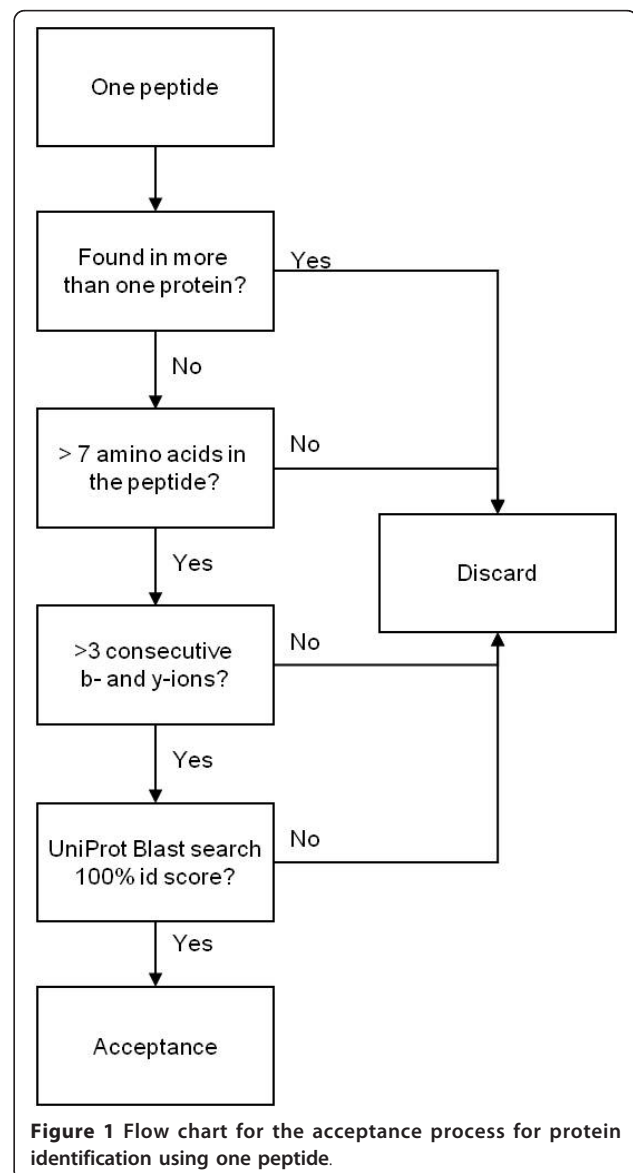 One peptide
Found in more
than one protein?
Yes
No
> 7 amino acids in
the peptide?
No
Yes
Discard
>3 consecutive
b- and y-ions?
No
Yes
UniProt Blast search
100% id score?
No
Yes
Acceptance
Figure 1 Flow chart for the acceptance process for protein
identification using one peptide.